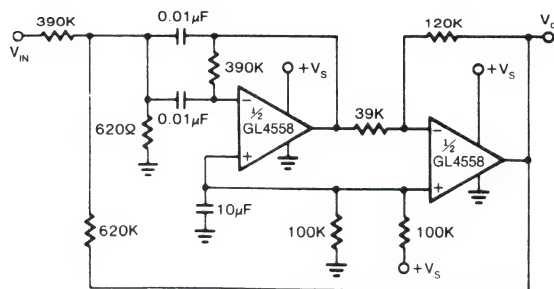 390K
V_IN
0.01µF
390K
0.01µF
620Ω
620K
10µF
+V_S
−
½
GL4558
+
39K
120K
100K
100K
+V_S
+V_S
−
½
GL4558
+